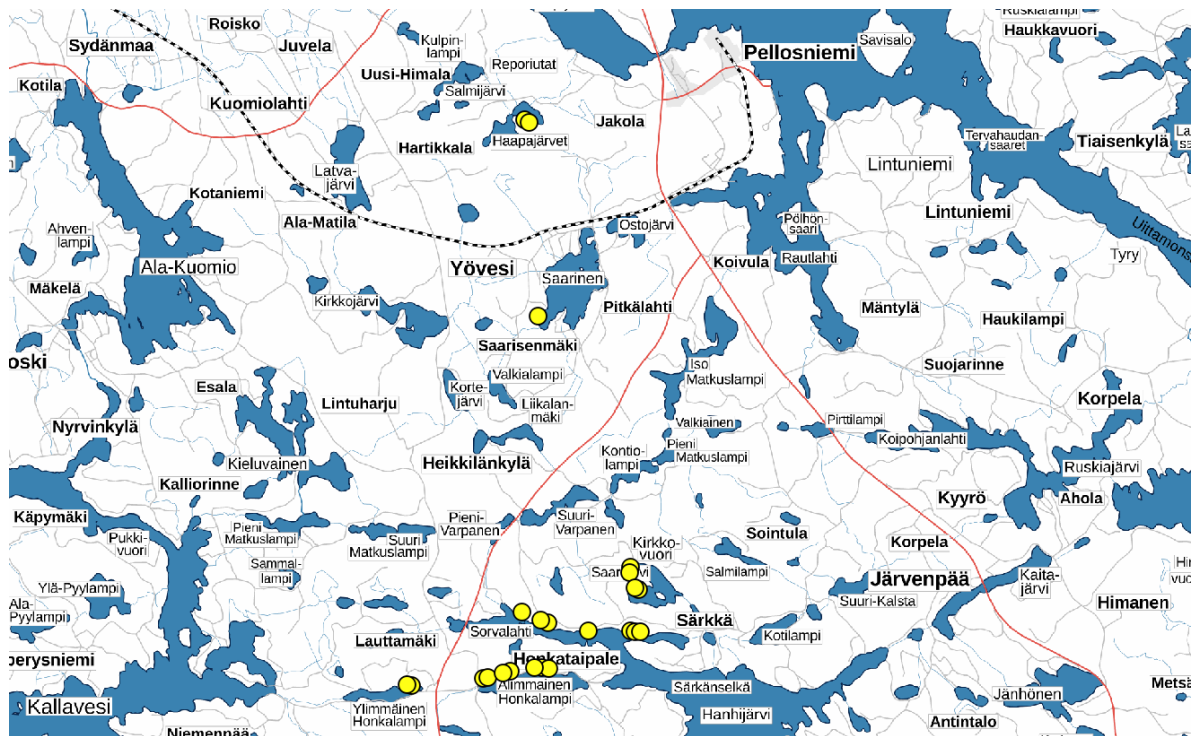 Roisko
Sydänmaa
Juvela
Kulpin-
lampi
Reporiutat
Uusi-Himala
Salmijärvi
Kotila
Kuomiolahti
Pellosniemi
Savisalo
Ruskialampi
Haukkavuori
Jakola
Haapajärvet
Hartikkala
Tervahaudan-
saaret
Tiaisenkylä
Lintuniemi
Latva-
järvi
Kotaniemi
Ala-Matila
Lintuniemi
Ahven-
lampi
Ostojärvi
Pölhön-
saari
Uittamons
Tyry
Ala-Kuomio
Yövesi
Saarinen
Koivula
Rautlahti
Mäkelä
Kirkkojärvi
Pitkälahti
Mäntylä
Haukilampi
Saarisenmäki
oski
Iso
Matkuslampi
Suojarinne
Esala
Valkialampi
Korte-
järvi
Liikalan-
mäki
Lintuharju
Korpela
Nyrvinkylä
Valkiainen
Pirttilampi
Koipohjanlahti
Pieni
Matkuslampi
Kontio-
lampi
Kieluvainen
Heikkilänkylä
Ruskiajärvi
Kalliorinne
Kyyrö
Ahola
Käpymäki
Pukki-
vuori
Pieni
Matkuslampi
Suuri
Matkuslampi
Pieni-
Varpanen
Suuri-
Varpanen
Sointula
Kirkko-
vuori
Korpela
Sammal-
lampi
Salmilampi
Järvenpää
Kaita-
järvi
Ylä-Pyylampi
Ala-
Pyylampi
Suuri-Kalsta
Himanen
Särkkä
Sorvalahti
Kotilampi
Lauttamäki
perysniemi
Honkataipale
Alimmainen
Honkalampi
Särkänselkä
Jänhönen
Metsä
Kallavesi
Ylimmäinen
Honkalampi
Hanhijärvi
Antintalo
Niemenpää